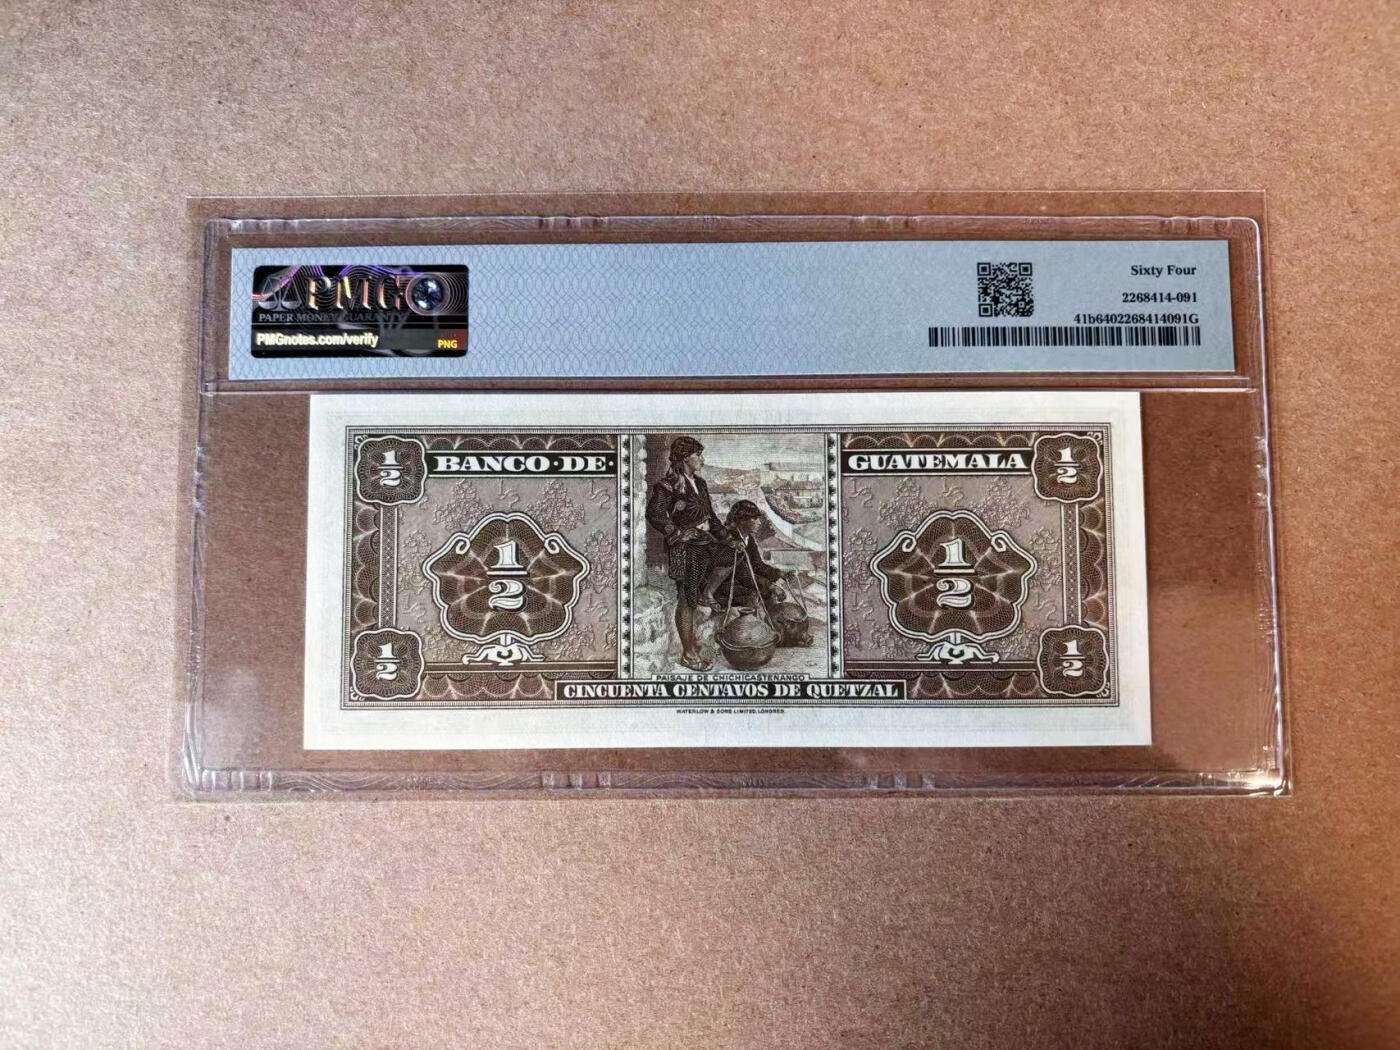 PMG
PAPER MONEY GUARANTY
PMGnotes.com/verify
PNG
Sixty Four
2268414-091
41b6402268414091G
1/2
BANCO·DE·
GUATEMALA
1/2
1/2
1/2
1/2
1/2
PAISAJE DE CHICHICASTENANGO
CINCUENTA CENTAVOS DE QUETZAL
WATERLOW & SONS LIMITED, LONDRES.